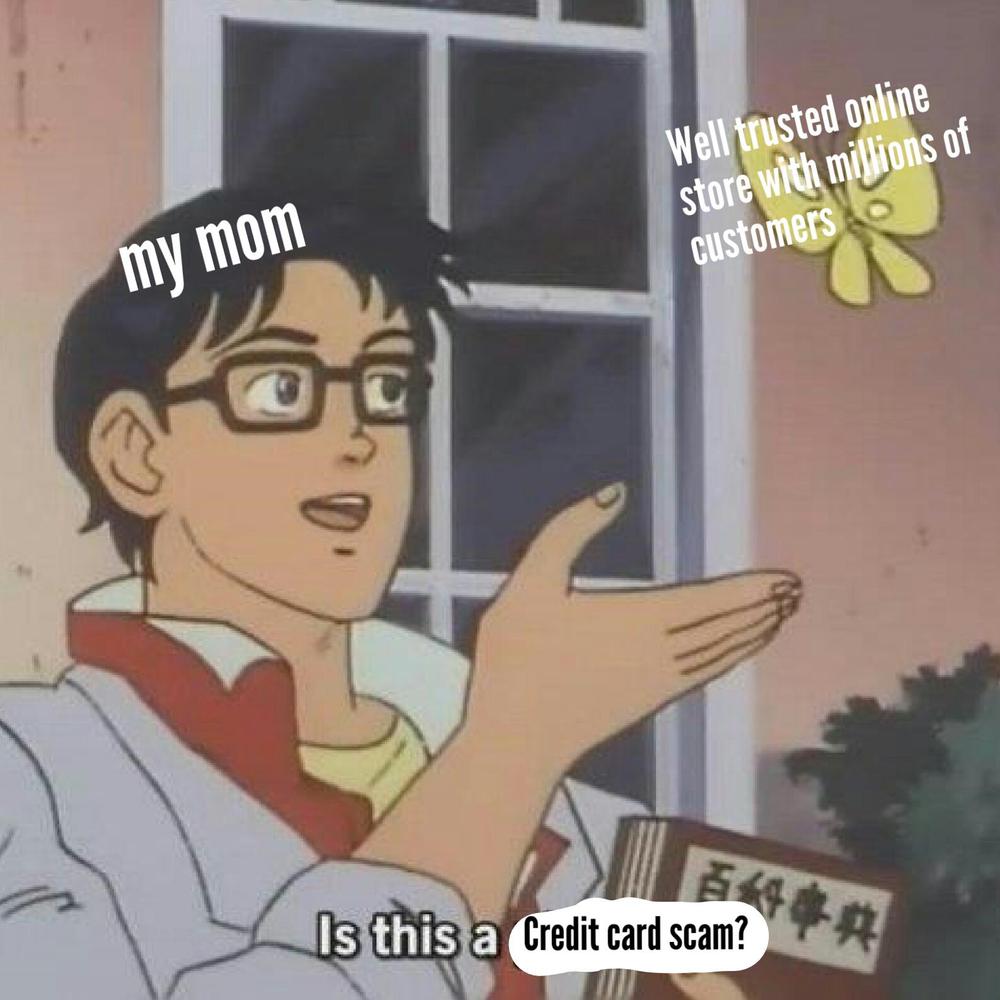 Well trusted online
store with millions of
customers
my mom
百科事典
Is this a Credit card scam?